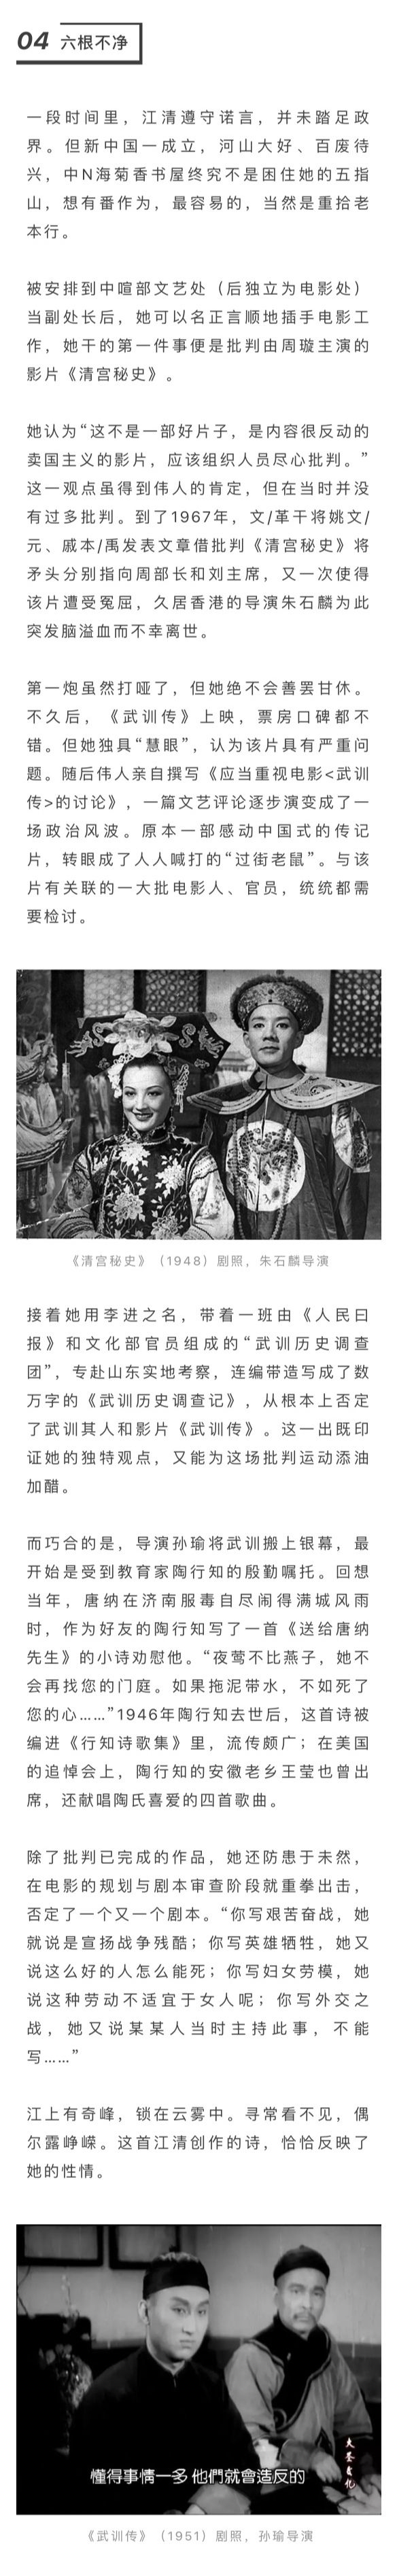 04 六根不净
一段时间里，江清遵守诺言，并未踏足政
界。但新中国一成立，河山大好、百废待
兴，中N海菊香书屋终究不是困住她的五指
山，想有番作为，最容易的，当然是重拾老
本行。
被安排到中喧部文艺处（后独立为电影处）
当副处长后，她可以名正言顺地插手电影工
作，她干的第一件事便是批判由周璇主演的
影片《清宫秘史》。
她认为“这不是一部好片子，是内容很反动的
卖国主义的影片，应该组织人员尽心批判。”
这一观点虽得到伟人的肯定，但在当时并没
有过多批判。到了1967年，文/革干将姚文/
元、戚本/禹发表文章借批判《清宫秘史》将
矛头分别指向周部长和刘主席，又一次使得
该片遭受冤屈，久居香港的导演朱石麟为此
突发脑溢血而不幸离世。
第一炮虽然打哑了，但她绝不会善罢甘休。
不久后，《武训传》上映，票房口碑都不
错。但她独具“慧眼”，认为该片具有严重问
题。随后伟人亲自撰写《应当重视电影<武训
传>的讨论》，一篇文艺评论逐步演变成了一
场政治风波。原本一部感动中国式的传记
片，转眼成了人人喊打的“过街老鼠”。与该
片有关联的一大批电影人、官员，统统都需
要检讨。
《清宫秘史》（1948）剧照，朱石麟导演
接着她用李进之名，带着一班由《人民日
报》和文化部官员组成的“武训历史调查
团”，专赴山东实地考察，连编带造写成了数
万字的《武训历史调查记》，从根本上否定
了武训其人和影片《武训传》。这一出既印
证她的独特观点，又能为这场批判运动添油
加醋。
而巧合的是，导演孙瑜将武训搬上银幕，最
开始是受到教育家陶行知的殷勤嘱托。回想
当年，唐纳在济南服毒自尽闹得满城风雨
时，作为好友的陶行知写了一首《送给唐纳
先生》的小诗劝慰他。“夜莺不比燕子，她不
会再找您的门庭。如果拖泥带水，不如死了
您的心……”1946年陶行知去世后，这首诗被
编进《行知诗歌集》里，流传颇广；在美国
的追悼会上，陶行知的安徽老乡王莹也曾出
席，还献唱陶氏喜爱的四首歌曲。
除了批判已完成的作品，她还防患于未然，
在电影的规划与剧本审查阶段就重拳出击，
否定了一个又一个剧本。“你写艰苦奋战，她
就说是宣扬战争残酷；你写英雄牺牲，她又
说这么好的人怎么能死；你写妇女劳模，她
说这种劳动不适宜于女人呢；你写外交之
战，她又说某某人当时主持此事，不能
写……”
江上有奇峰，锁在云雾中。寻常看不见，偶
尔露峥嵘。这首江清创作的诗，恰恰反映了
她的性情。
懂得事情一多 他們就會造反的
《武训传》（1951）剧照，孙瑜导演